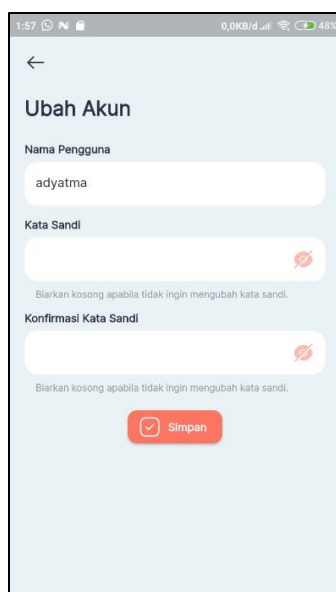 1:57 0,0KB/d 48%
Ubah Akun
Nama Pengguna
adyatma
Kata Sandi
Biarkan kosong apabila tidak ingin mengubah kata sandi.
Konfirmasi Kata Sandi
Biarkan kosong apabila tidak ingin mengubah kata sandi.
Simpan